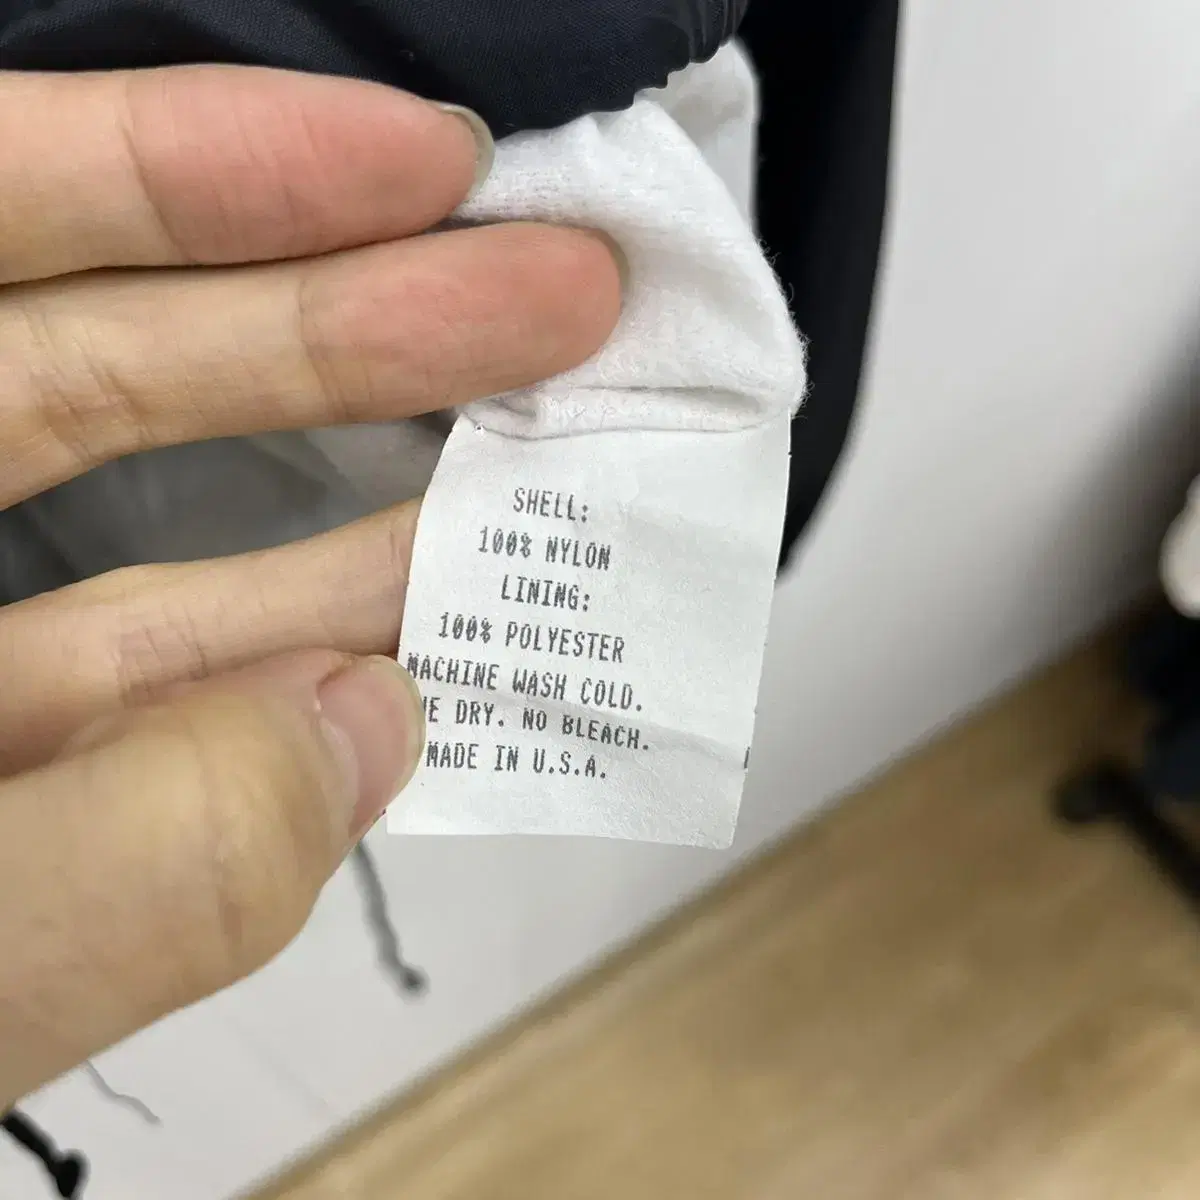 SHELL:
100% NYLON
LINING:
100% POLYESTER
MACHINE WASH COLD.
DRY. NO BLEACH.
MADE IN U.S.A.